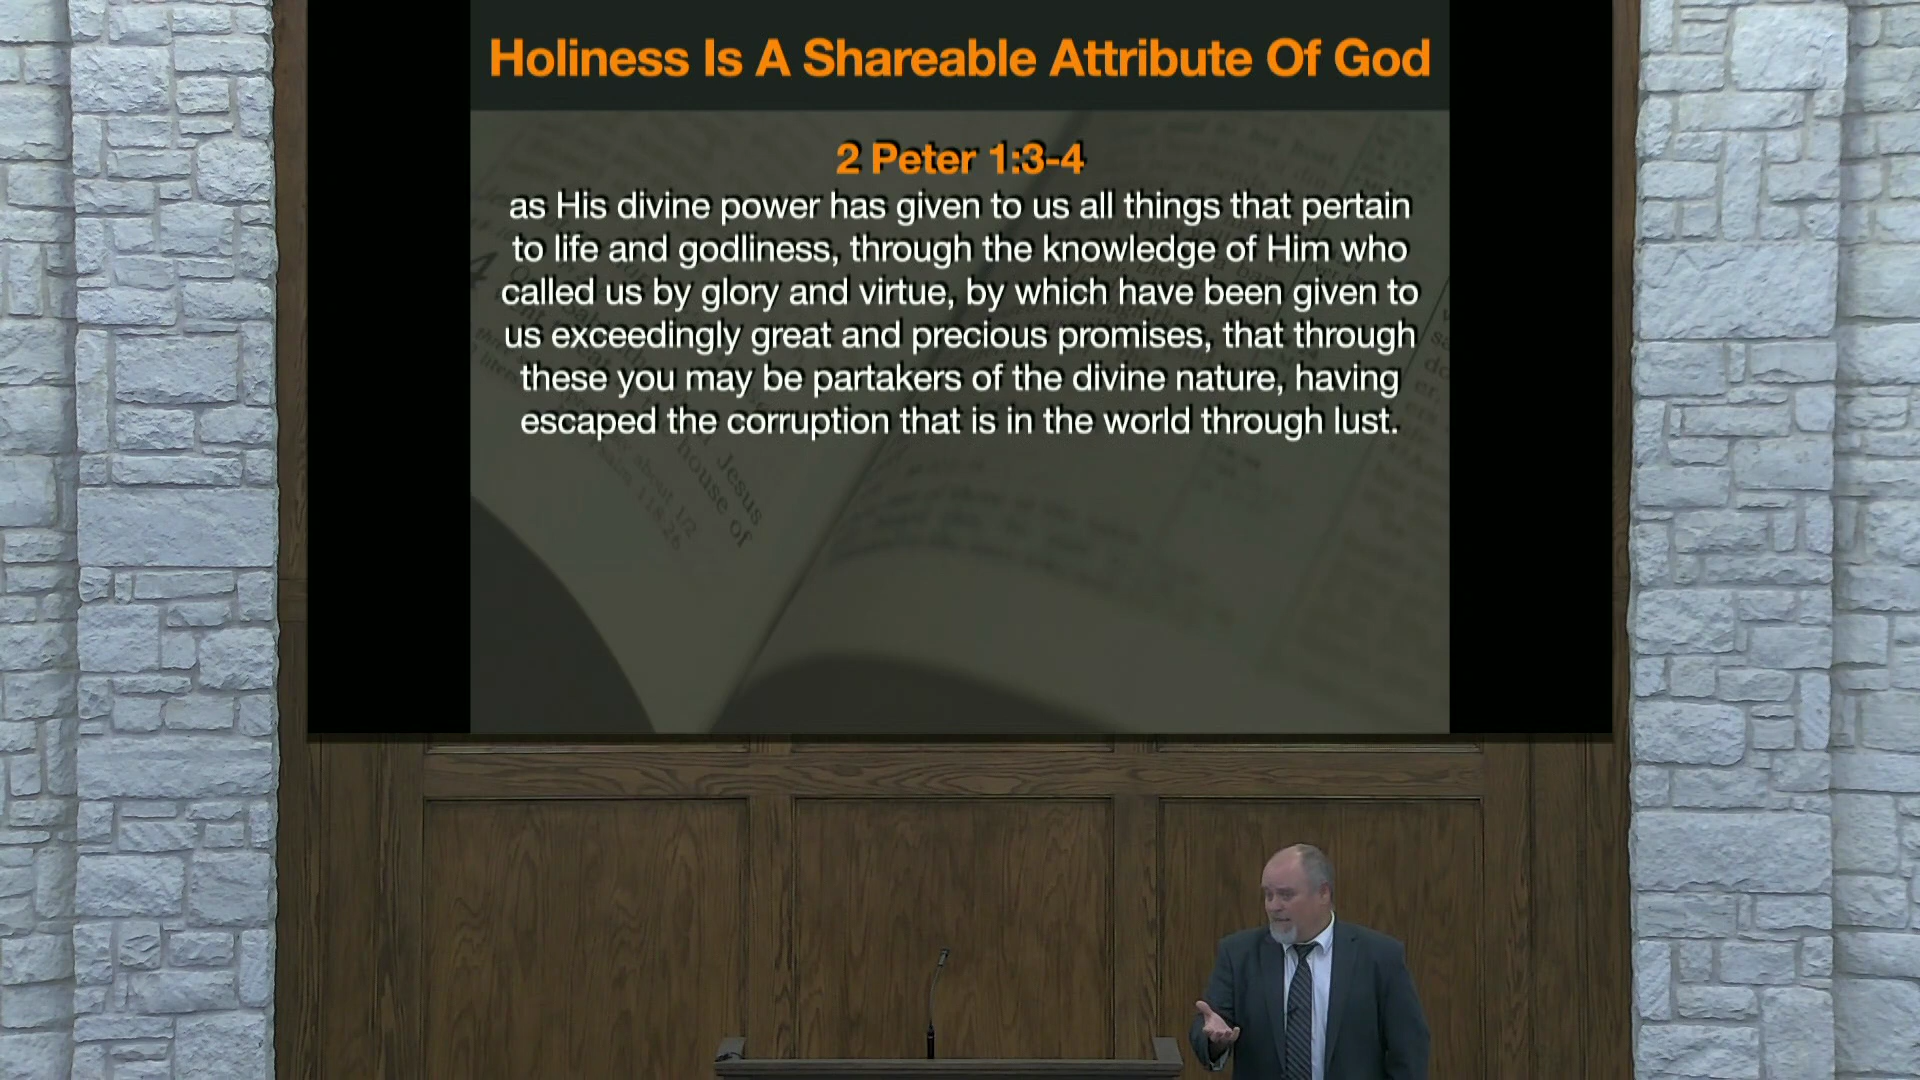 Holiness Is A Shareable Attribute Of God
2 Peter 1:3-4
as His divine power has given to us all things that pertain
to life and godliness, through the knowledge of Him who
called us by glory and virtue, by which have been given to
us exceedingly great and precious promises, that through
these you may be partakers of the divine nature, having
escaped the corruption that is in the world through lust.
Jesus
house of